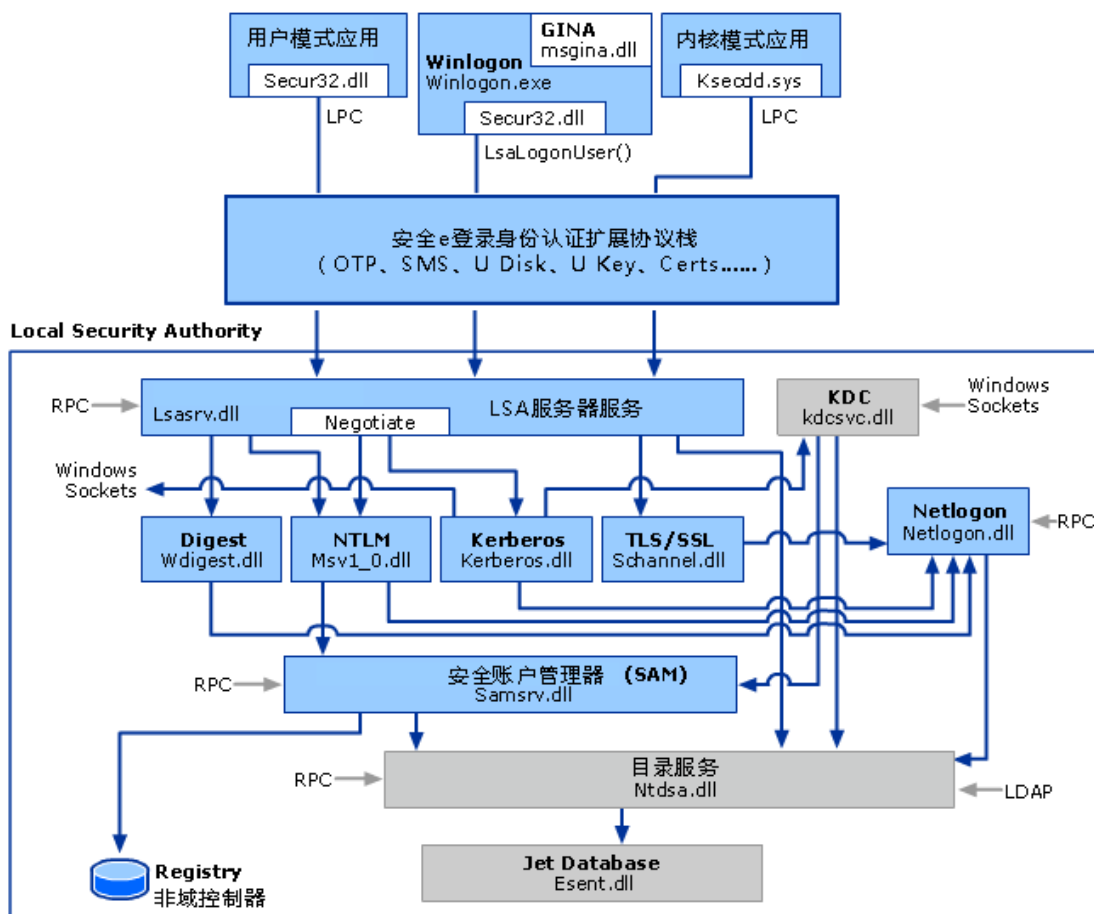 用户模式应用
Secur32.dll
LPC
GINA
msgina.dll
Winlogon
Winlogon.exe
Secur32.dll
LsaLogonUser()
内核模式应用
Ksecdd.sys
LPC
安全e登录身份认证扩展协议栈
(OTP、SMS、U Disk、U Key、Certs......)
Local Security Authority
RPC
Lsasrv.dll
LSA服务器服务
Negotiate
KDC
kdcsvc.dll
Windows
Sockets
Windows
Sockets
Digest
Wdigest.dll
NTLM
Msv1_0.dll
Kerberos
Kerberos.dll
TLS/SSL
Schannel.dll
Netlogon
Netlogon.dll
RPC
RPC
安全账户管理器 (SAM)
Samsrv.dll
RPC
目录服务
Ntdsa.dll
LDAP
Registry
非域控制器
Jet Database
Esent.dll